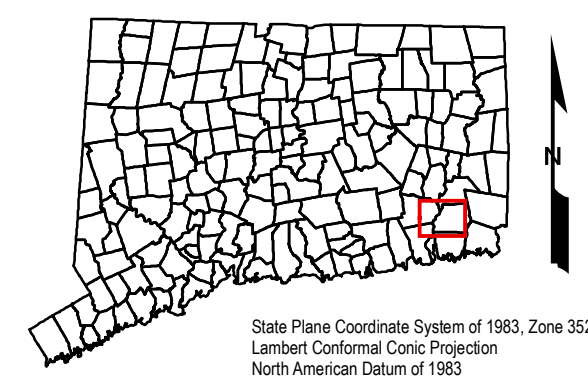 N
State Plane Coordinate System of 1983, Zone 352
Lambert Conformal Conic Projection
North American Datum of 1983